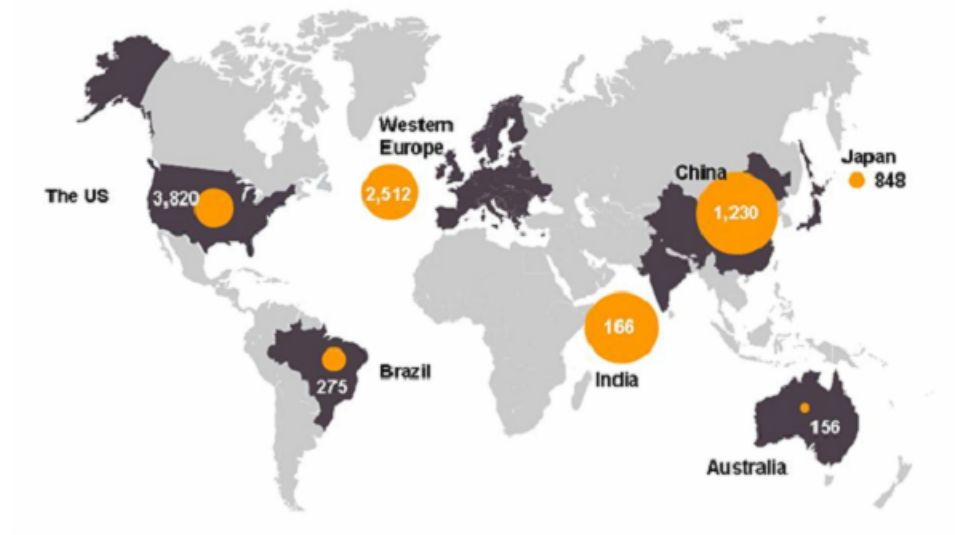 Western
Europe
2,512
The US
3,820
China
1,230
Japan
848
166
India
Brazil
275
156
Australia